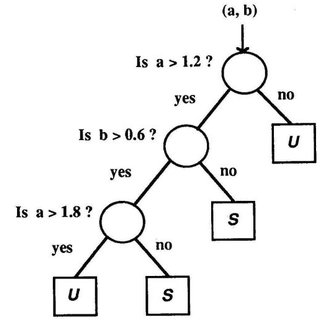 (a, b)
Is a > 1.2 ?
yes
no
Is b > 0.6 ?
U
yes
no
Is a > 1.8 ?
S
yes
no
U
S